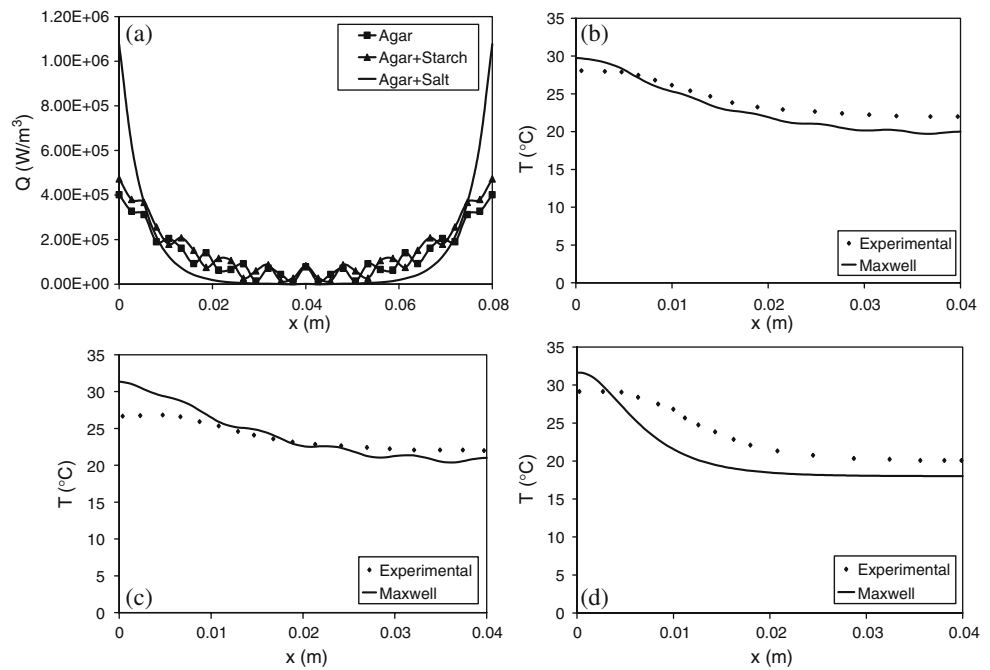 (a)
1.20E+06
1.00E+06
8.00E+05
6.00E+05
4.00E+05
2.00E+05
0.00E+00
Q (W/m³)
Agar
Agar+Starch
Agar+Salt
0 0.02 0.04 0.06 0.08
x (m)
(b)
35
30
25
20
15
10
5
0
T (°C)
Experimental
Maxwell
0 0.01 0.02 0.03 0.04
x (m)
35
30
25
20
15
10
5
0
T (°C)
(c)
Experimental
Maxwell
0 0.01 0.02 0.03 0.04
x (m)
35
30
25
20
15
10
5
0
T (°C)
(d)
Experimental
Maxwell
0 0.01 0.02 0.03 0.04
x (m)